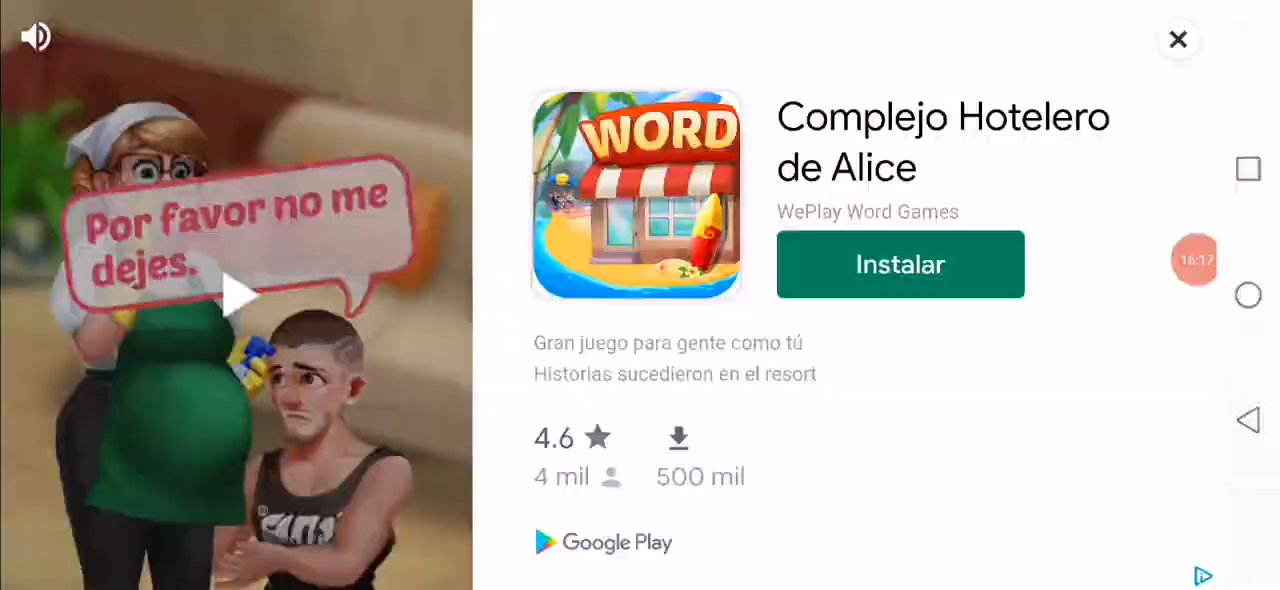 Por favor no me
dejes.
WORD
Complejo Hotelero
de Alice
WePlay Word Games
Instalar
16:17
Gran juego para gente como tú
Historias sucedieron en el resort
4.6
4 mil
500 mil
Google Play